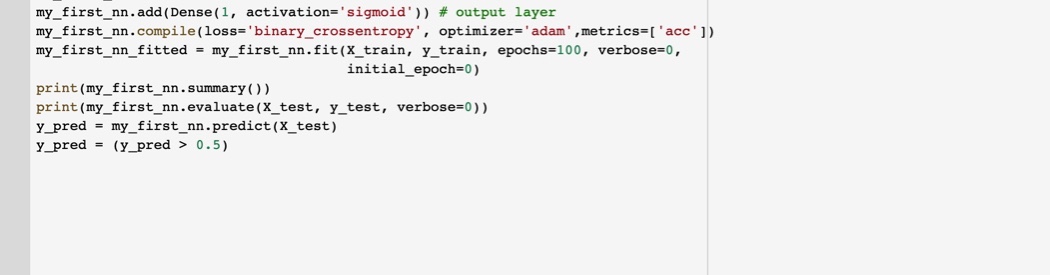 my_first_nn.add(Dense(1, activation='sigmoid')) # output layer
my_first_nn.compile(loss='binary_crossentropy', optimizer='adam',metrics=['acc'])
my_first_nn_fitted = my_first_nn.fit(X_train, y_train, epochs=100, verbose=0,
initial_epoch=0)
print(my_first_nn.summary())
print(my_first_nn.evaluate(X_test, y_test, verbose=0))
y_pred = my_first_nn.predict(X_test)
y_pred = (y_pred > 0.5)